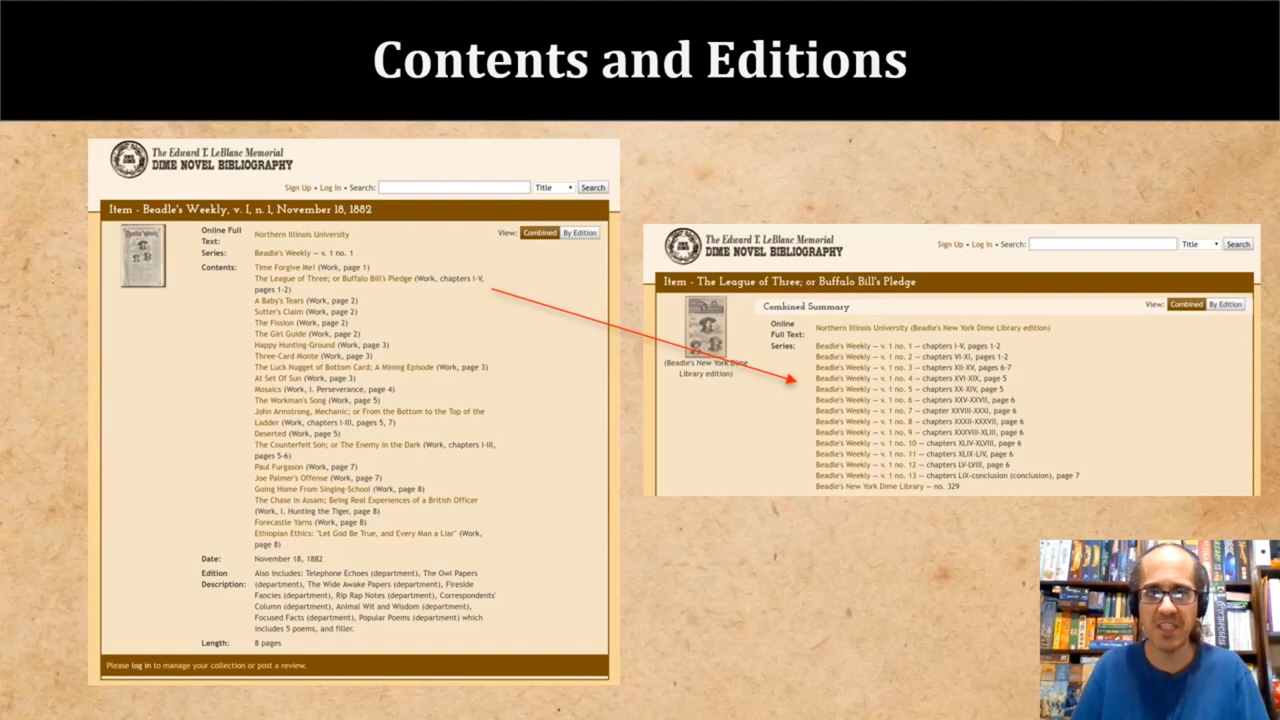 Contents and Editions
The Edward T. LeBlanc Memorial
DIME NOVEL BIBLIOGRAPHY
Sign Up • Log In • Search:
Title
Search
Item - Beadle's Weekly, v. I, n. 1, November 18, 1882
Online Full Text:
Northern Illinois University
View: Combined By Edition
Series:
Beadle's Weekly — v. 1 no. 1
Contents:
Time Forgive Me! (Work, page 1)
The League of Three; or Buffalo Bill's Pledge (Work, chapters I-V,
pages 1-2)
A Baby's Tears (Work, page 2)
Sutter's Claim (Work, page 2)
The Fission (Work, page 2)
The Girl Guide (Work, page 2)
Happy Hunting-Ground (Work, page 3)
Three-Card Monte (Work, page 3)
The Luck Nugget of Bottom Card; A Mining Episode (Work, page 3)
At Set Of Sun (Work, page 3)
Mosaics (Work, I. Perseverance, page 4)
The Workman's Song (Work, page 5)
John Armstrong, Mechanic; or From the Bottom to the Top of the
Ladder (Work, chapters I-III, pages 5, 7)
Deserted (Work, page 5)
The Counterfeit Son; or The Enemy in the Dark (Work, chapters I-III,
pages 5-6)
Paul Furgason (Work, page 7)
Joe Palmer's Offense (Work, page 7)
Going Home From Singing-School (Work, page 8)
The Chase in Assam; Being Real Experiences of a British Officer
(Work, I. Hunting the Tiger, page 8)
Forecastle Yarns (Work, page 8)
Ethiopian Ethics: "Let God Be True, and Every Man a Liar" (Work,
page 8)
Date:
November 18, 1882
Edition Description:
Also includes: Telephone Echoes (department), The Owl Papers
(department), The Wide Awake Papers (department), Fireside
Fancies (department), Rip Rap Notes (department), Correspondents'
Column (department), Animal Wit and Wisdom (department),
Focused Facts (department), Popular Poems (department) which
includes 5 poems, and filler.
Length:
8 pages
Please log in to manage your collection or post a review.
The Edward T. LeBlanc Memorial
DIME NOVEL BIBLIOGRAPHY
Sign Up • Log In • Search:
Title
Search
Item - The League of Three; or Buffalo Bill's Pledge
(Beadle's New York Dime
Library edition)
Combined Summary
View: Combined By Edition
Online
Full Text:
Northern Illinois University (Beadle's New York Dime Library edition)
Series:
Beadle's Weekly — v. 1 no. 1 — chapters I-V, pages 1-2
Beadle's Weekly — v. 1 no. 2 — chapters VI-XI, pages 1-2
Beadle's Weekly — v. 1 no. 3 — chapters XII-XV, pages 6-7
Beadle's Weekly — v. 1 no. 4 — chapters XVI-XIX, page 5
Beadle's Weekly — v. 1 no. 5 — chapters XX-XIV, page 5
Beadle's Weekly — v. 1 no. 6 — chapters XXV-XXVII, page 6
Beadle's Weekly — v. 1 no. 7 — chapter XXVIII-XXXI, page 6
Beadle's Weekly — v. 1 no. 8 — chapters XXXII-XXXVII, page 6
Beadle's Weekly — v. 1 no. 9 — chapters XXXVIII-XLIII, page 6
Beadle's Weekly — v. 1 no. 10 — chapters XLIV-XLVIII, page 6
Beadle's Weekly — v. 1 no. 11 — chapters XLIX-LIV, page 6
Beadle's Weekly — v. 1 no. 12 — chapters LV-LVIII, page 6
Beadle's Weekly — v. 1 no. 13 — chapters LIX-conclusion (conclusion), page 7
Beadle's New York Dime Library — no. 329